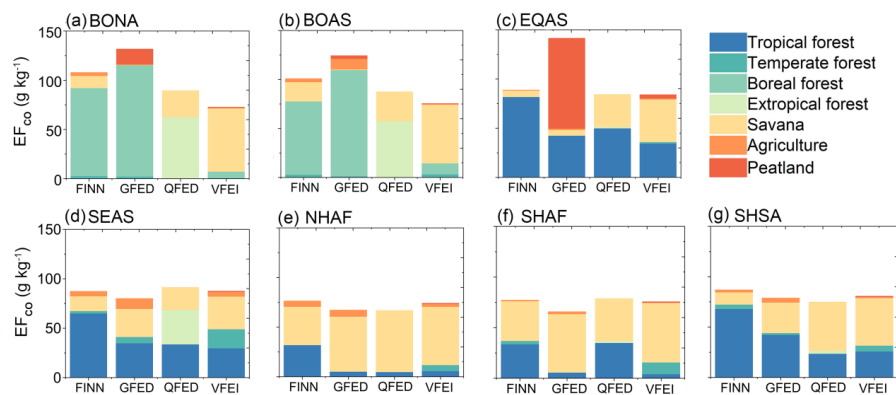 (a) BONA
(b) BOAS
(c) EQAS
150
100
50
0
EFco (g kg⁻¹)
FINN GFED QFED VFEI
FINN GFED QFED VFEI
FINN GFED QFED VFEI
Tropical forest
Temperate forest
Boreal forest
Extropical forest
Savana
Agriculture
Peatland
(d) SEAS
(e) NHAF
(f) SHAF
(g) SHSA
150
100
50
0
EFco (g kg⁻¹)
FINN GFED QFED VFEI
FINN GFED QFED VFEI
FINN GFED QFED VFEI
FINN GFED QFED VFEI